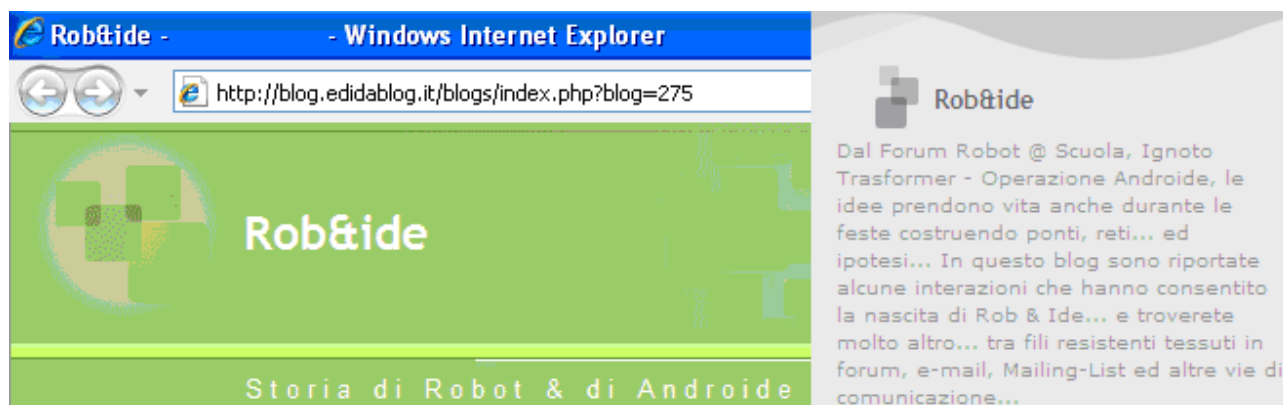 Rob&ide - - Windows Internet Explorer
http://blog.edidablog.it/blogs/index.php?blog=275
Rob&ide
Storia di Robot & di Androide
Rob&ide
Dal Forum Robot @ Scuola, Ignoto
Trasformer - Operazione Androide, le
idee prendono vita anche durante le
feste costruendo ponti, reti... ed
ipotesi... In questo blog sono riportate
alcune interazioni che hanno consentito
la nascita di Rob & Ide... e troverete
molto altro... tra fili resistenti tessuti in
forum, e-mail, Mailing-List ed altre vie di
comunicazione...